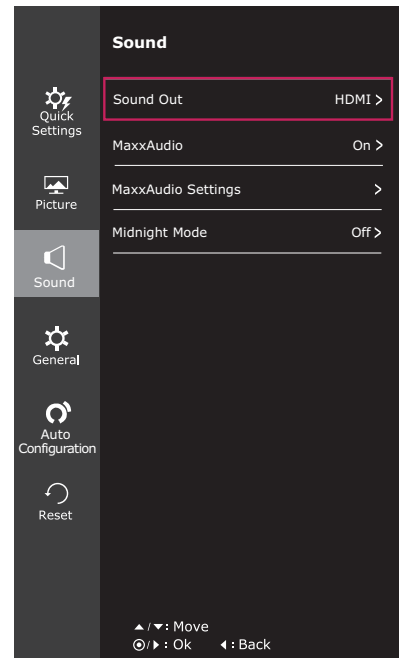 Sound
Quick
Settings
Picture
Sound
General
Auto
Configuration
Reset
Sound Out HDMI >
MaxxAudio On >
MaxxAudio Settings >
Midnight Mode Off >
▲/▼: Move
◉/▶: Ok ◀: Back